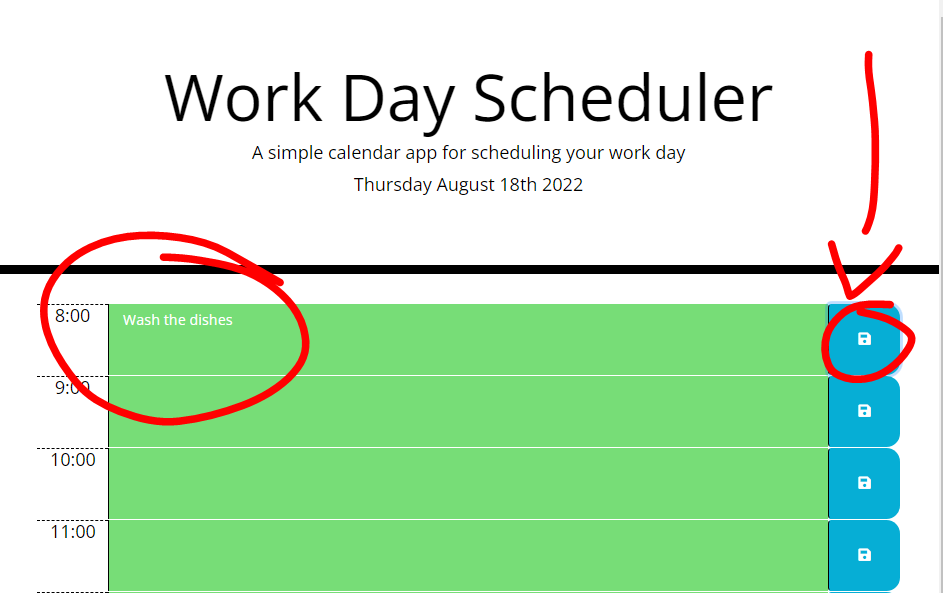 Work Day Scheduler
A simple calendar app for scheduling your work day
Thursday August 18th 2022
8:00 Wash the dishes
9:00
10:00
11:00